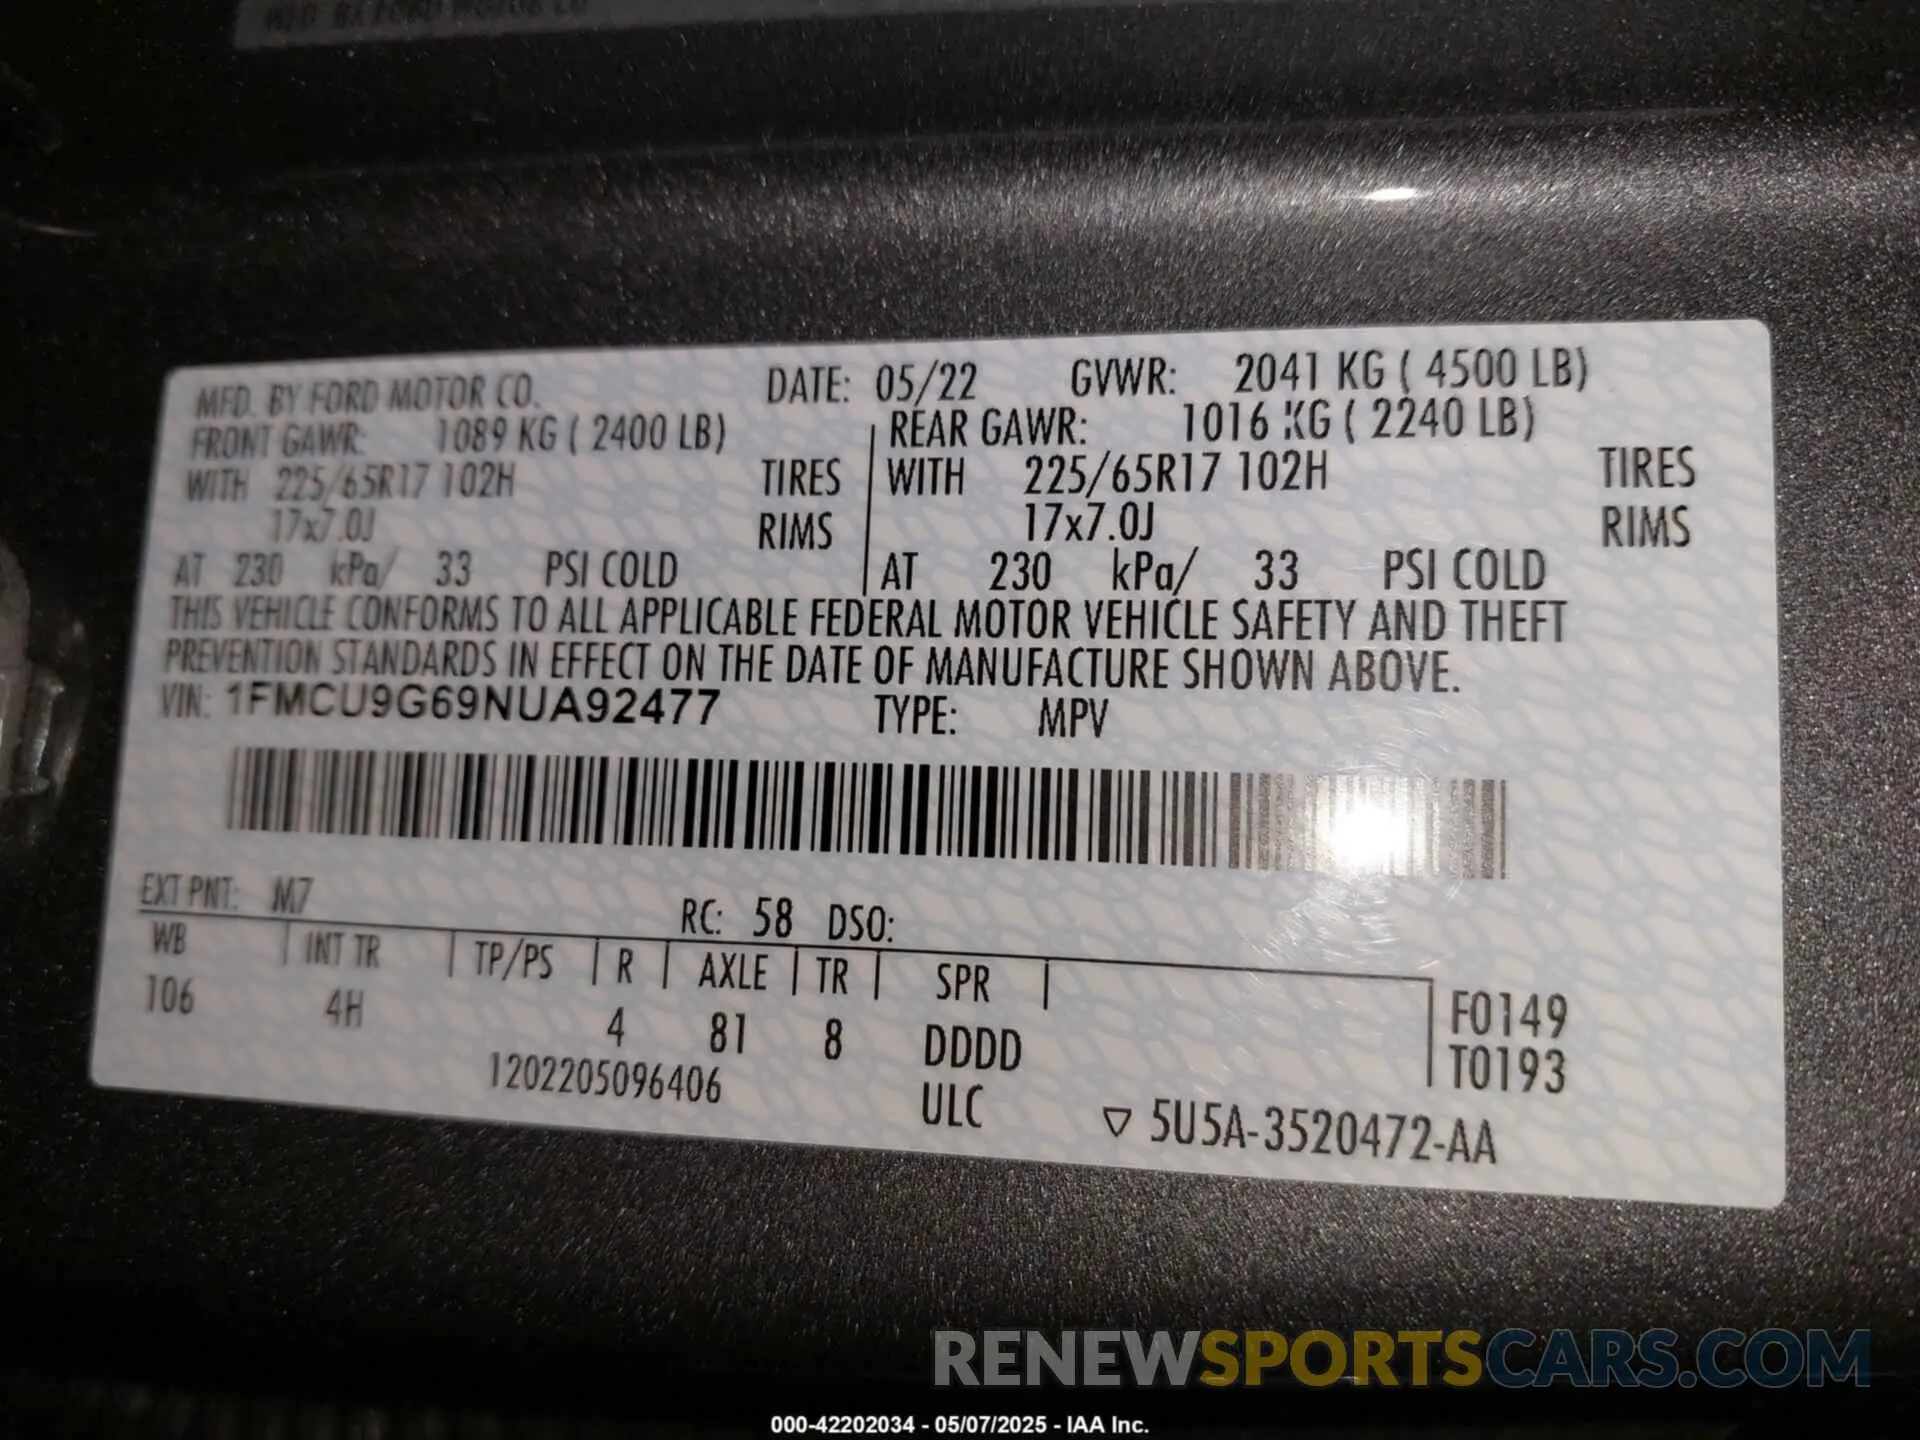 MFD. BY FORD MOTOR CO
MFD. BY FORD MOTOR CO. DATE: 05/22 GVWR: 2041 KG ( 4500 LB)
FRONT GAWR: 1089 KG ( 2400 LB) REAR GAWR: 1016 KG ( 2240 LB)
WITH 225/65R17 102H TIRES WITH 225/65R17 102H TIRES
17x7.0J RIMS 17x7.0J RIMS
AT 230 kPa/ 33 PSI COLD AT 230 kPa/ 33 PSI COLD
THIS VEHICLE CONFORMS TO ALL APPLICABLE FEDERAL MOTOR VEHICLE SAFETY AND THEFT
PREVENTION STANDARDS IN EFFECT ON THE DATE OF MANUFACTURE SHOWN ABOVE.
VIN: 1FMCU9G69NUA92477 TYPE: MPV
EXT PNT: M7 RC: 58 DSO:
WB INT TR TP/PS R AXLE TR SPR
106 4H 4 81 8 DDDD
F0149
T0193
1202205096406 ULC ▽ 5U5A-3520472-AA
RENEWSPORTSCARS.COM
000-42202034 - 05/07/2025 - IAA Inc.